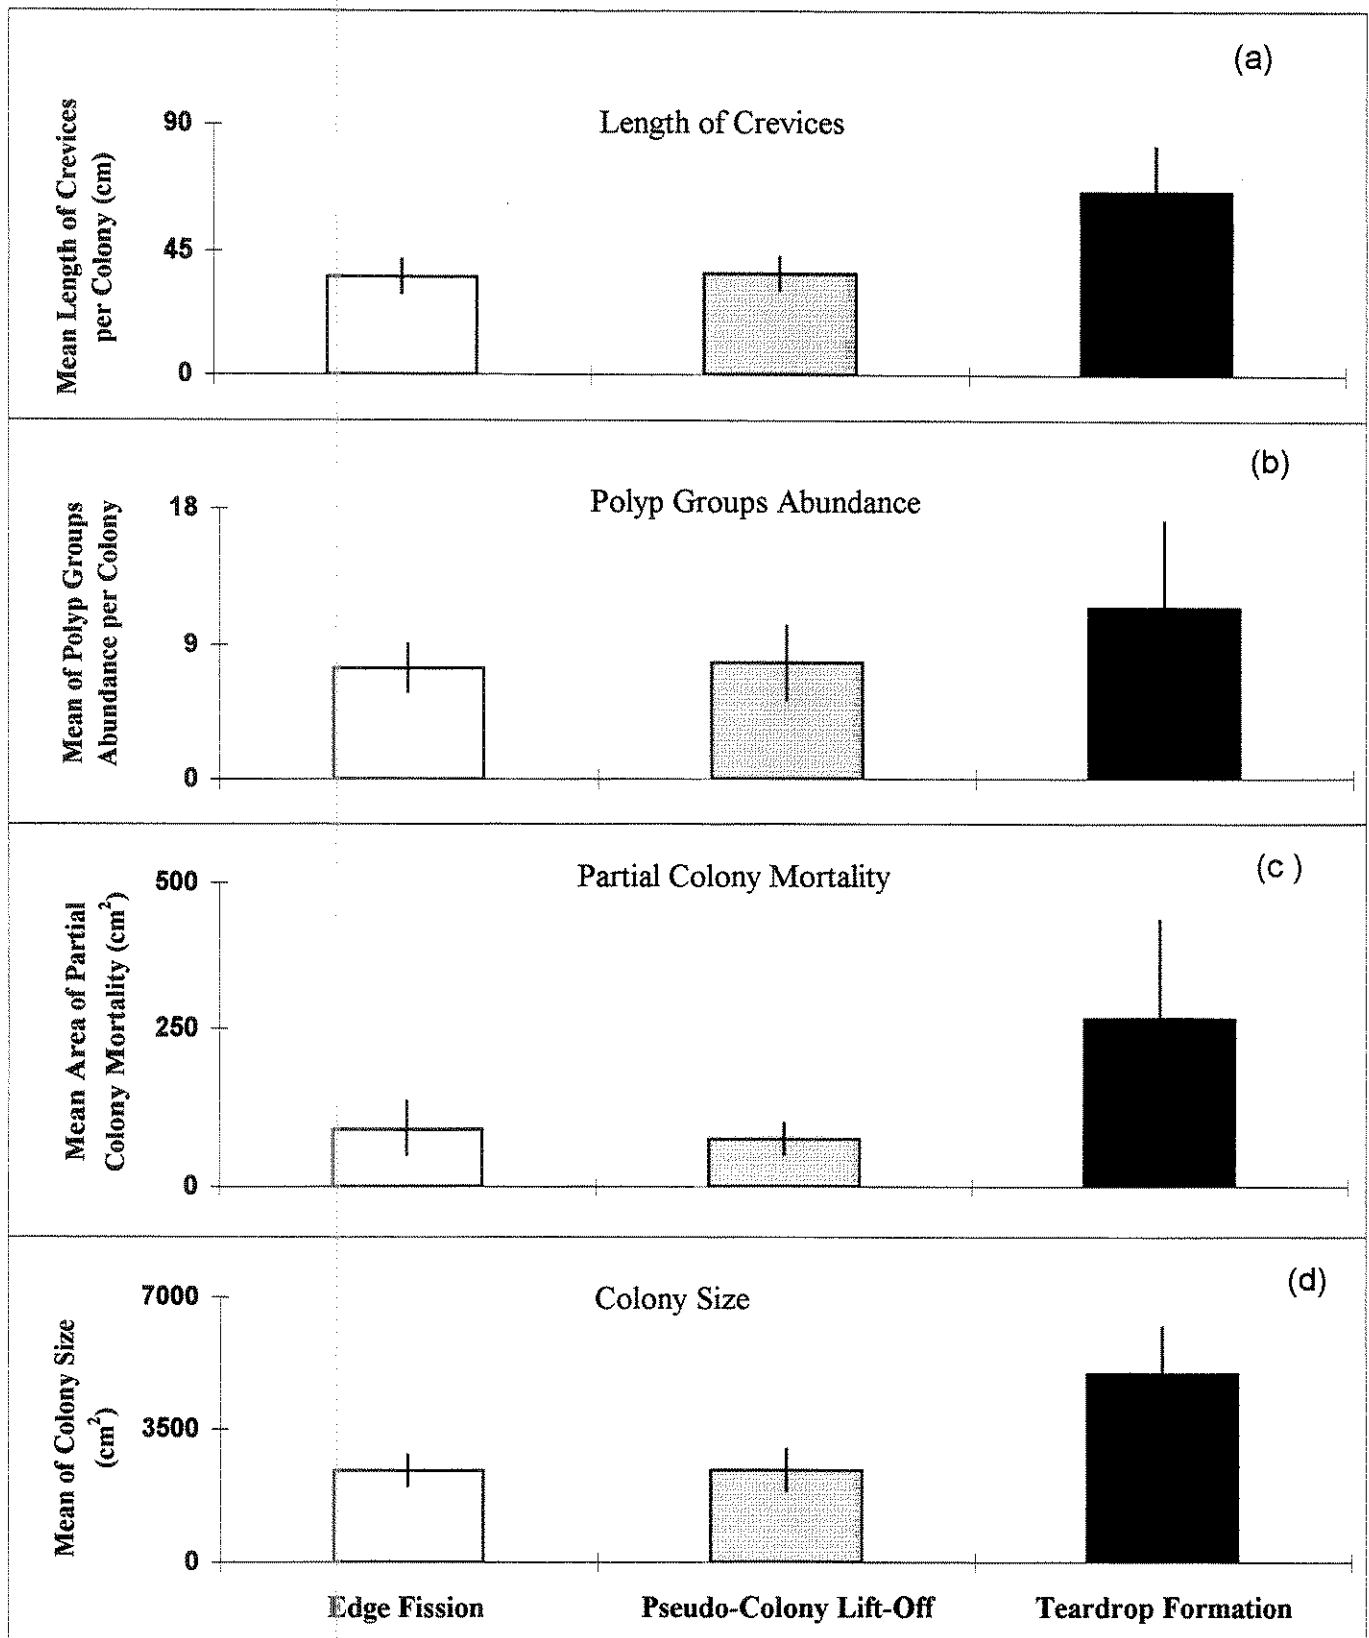 (a)
Length of Crevices
Mean Length of Crevices
per Colony (cm)
90
45
0
(b)
Polyp Groups Abundance
Mean of Polyp Groups
Abundance per Colony
18
9
0
(c )
Partial Colony Mortality
Mean Area of Partial
Colony Mortality (cm²)
500
250
0
(d)
Colony Size
Mean of Colony Size
(cm²)
7000
3500
0
Edge Fission Pseudo-Colony Lift-Off Teardrop Formation